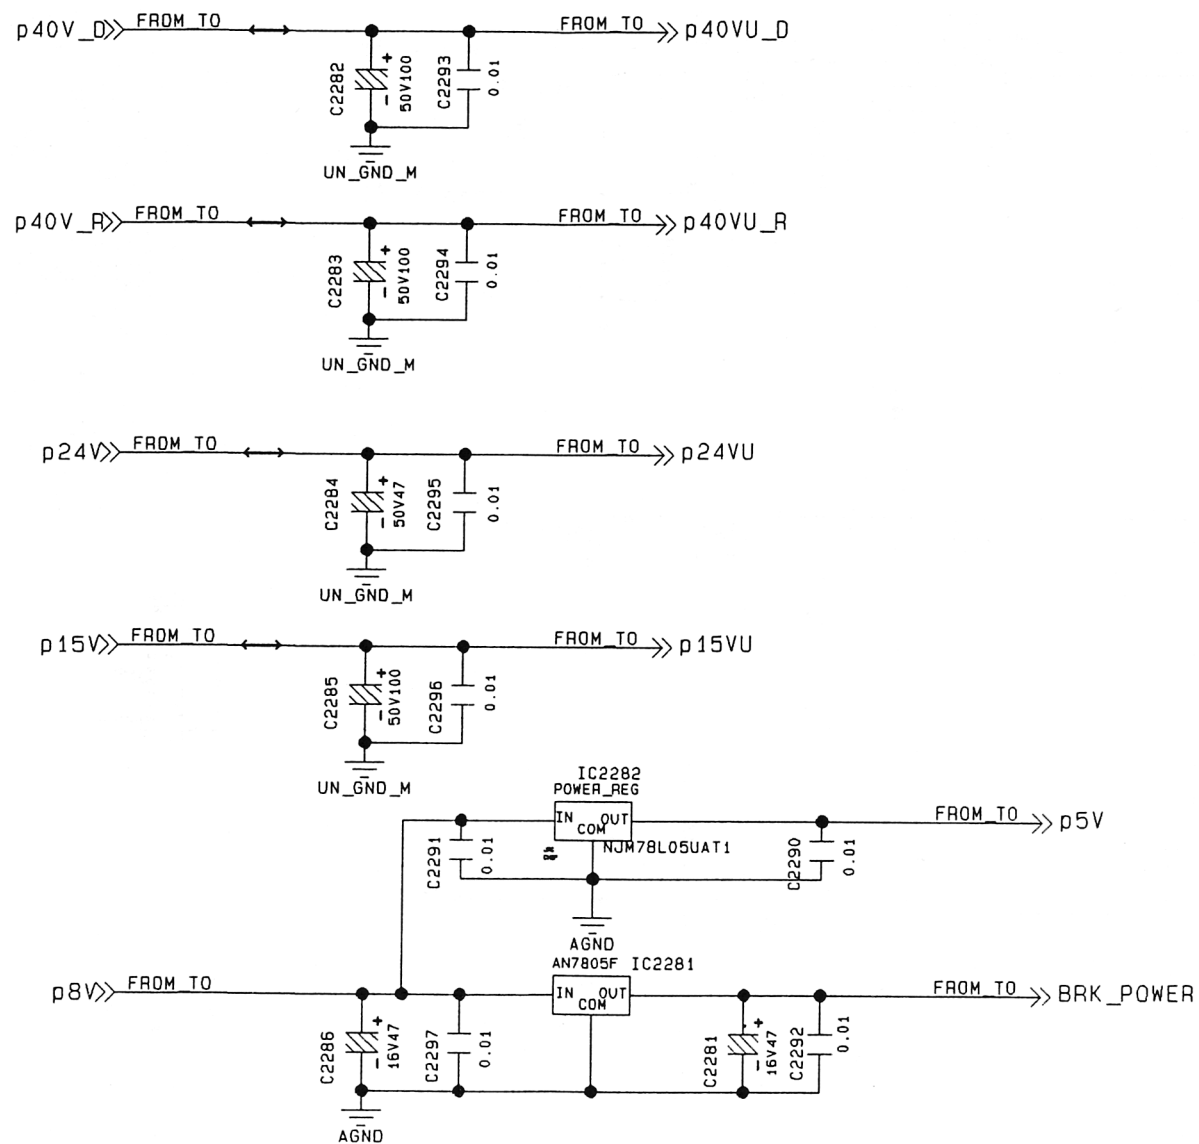 p40V_D FROM_TO FROM_TO p40VU_D
C2282 + - 50V100 C2293 0.01
UN_GND_M
p40V_R FROM_TO FROM_TO p40VU_R
C2283 + - 50V100 C2294 0.01
UN_GND_M
p24V FROM_TO FROM_TO p24VU
C2284 + - 50V47 C2295 0.01
UN_GND_M
p15V FROM_TO FROM_TO p15VU
C2285 + - 50V100 C2296 0.01
UN_GND_M
IC2282
POWER_REG
IN OUT COM
FROM_TO p5V
C2291 0.01 NJM78L05UAT1 C2290 0.01
AGND
AN7805F IC2281
p8V FROM_TO IN OUT COM FROM_TO BRK_POWER
C2286 + - 16V47 C2297 0.01 C2281 + - 16V47 C2292 0.01
AGND